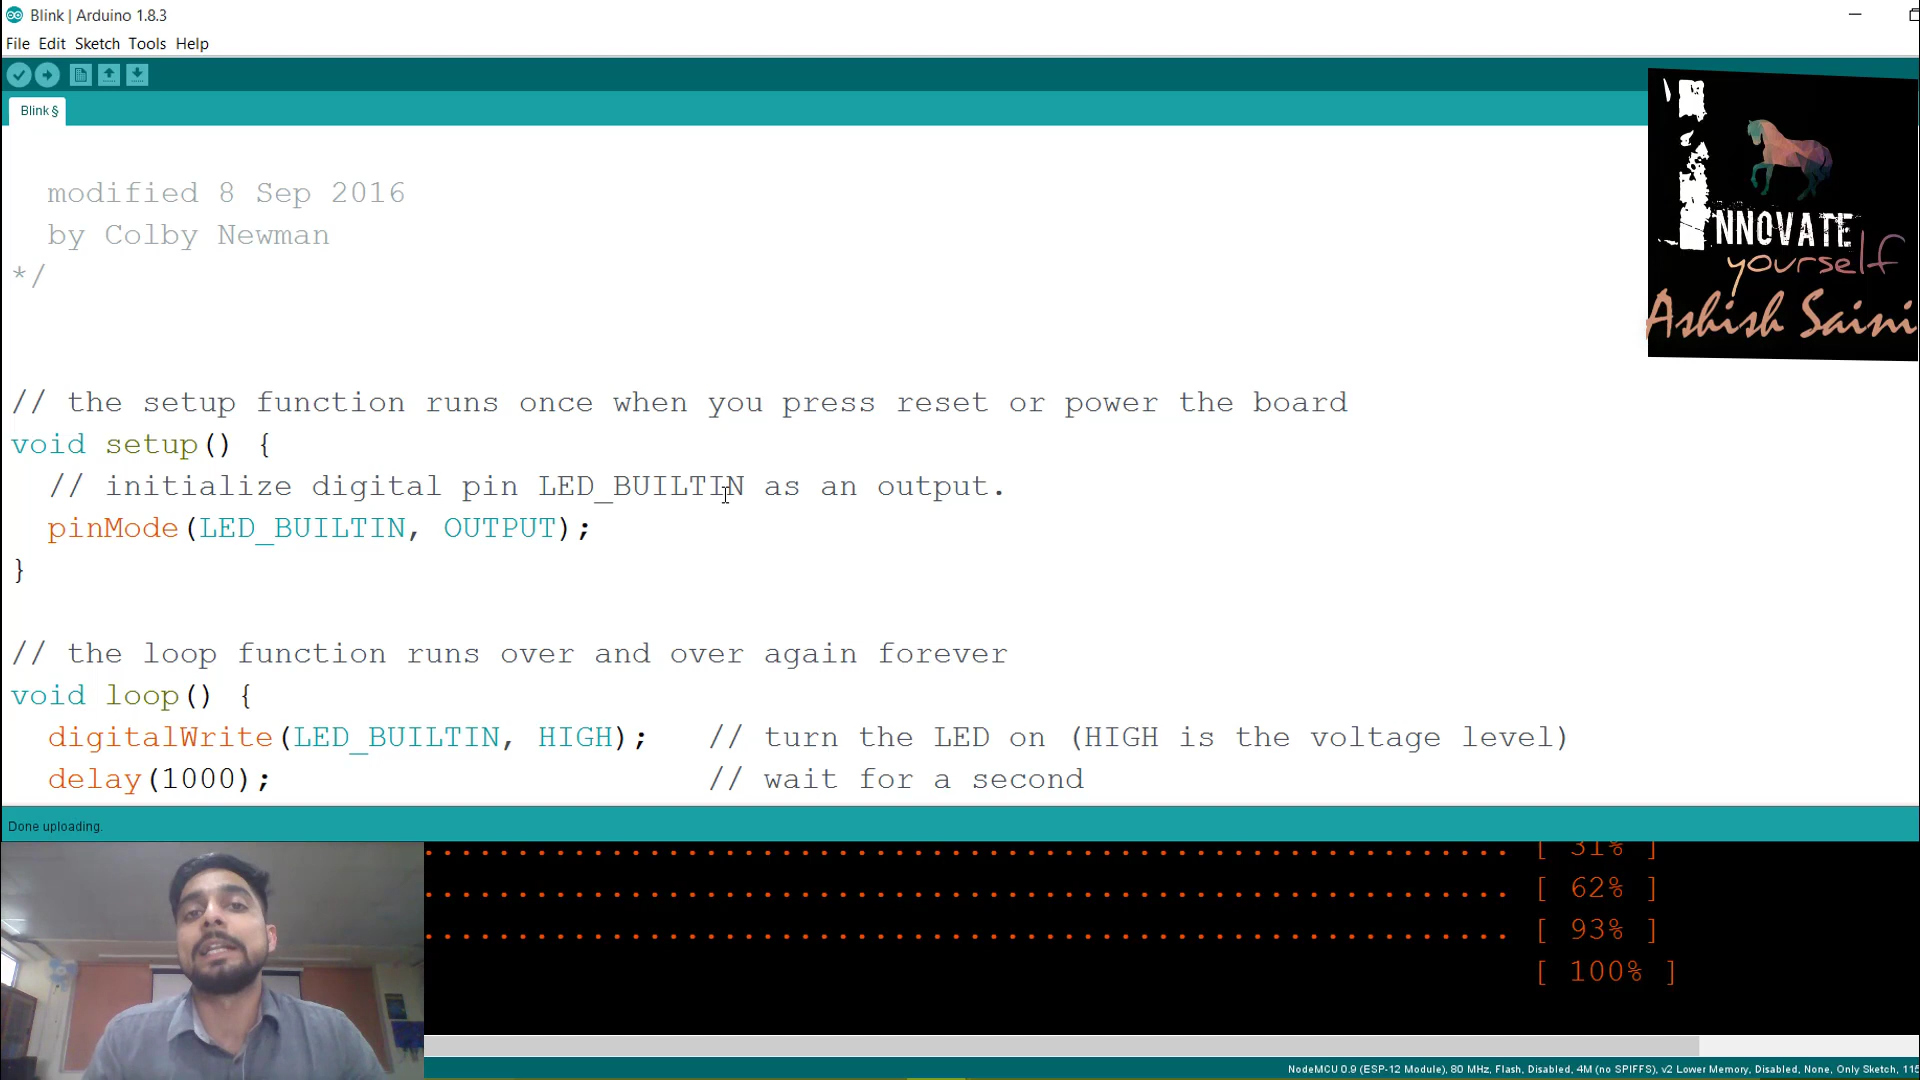 Blink | Arduino 1.8.3
File Edit Sketch Tools Help
Blink §
INNOVATE
yourself
Ashish Saini
modified 8 Sep 2016
by Colby Newman
*/
// the setup function runs once when you press reset or power the board
void setup() {
// initialize digital pin LED_BUILTIN as an output.
pinMode(LED_BUILTIN, OUTPUT);
}
// the loop function runs over and over again forever
void loop() {
digitalWrite(LED_BUILTIN, HIGH); // turn the LED on (HIGH is the voltage level)
delay(1000); // wait for a second
Done uploading.
................................................................ [ 31% ]
................................................................ [ 62% ]
................................................................ [ 93% ]
[ 100% ]
NodeMCU 0.9 (ESP-12 Module), 80 MHz, Flash, Disabled, 4M (no SPIFFS), v2 Lower Memory, Disabled, None, Only Sketch, 115